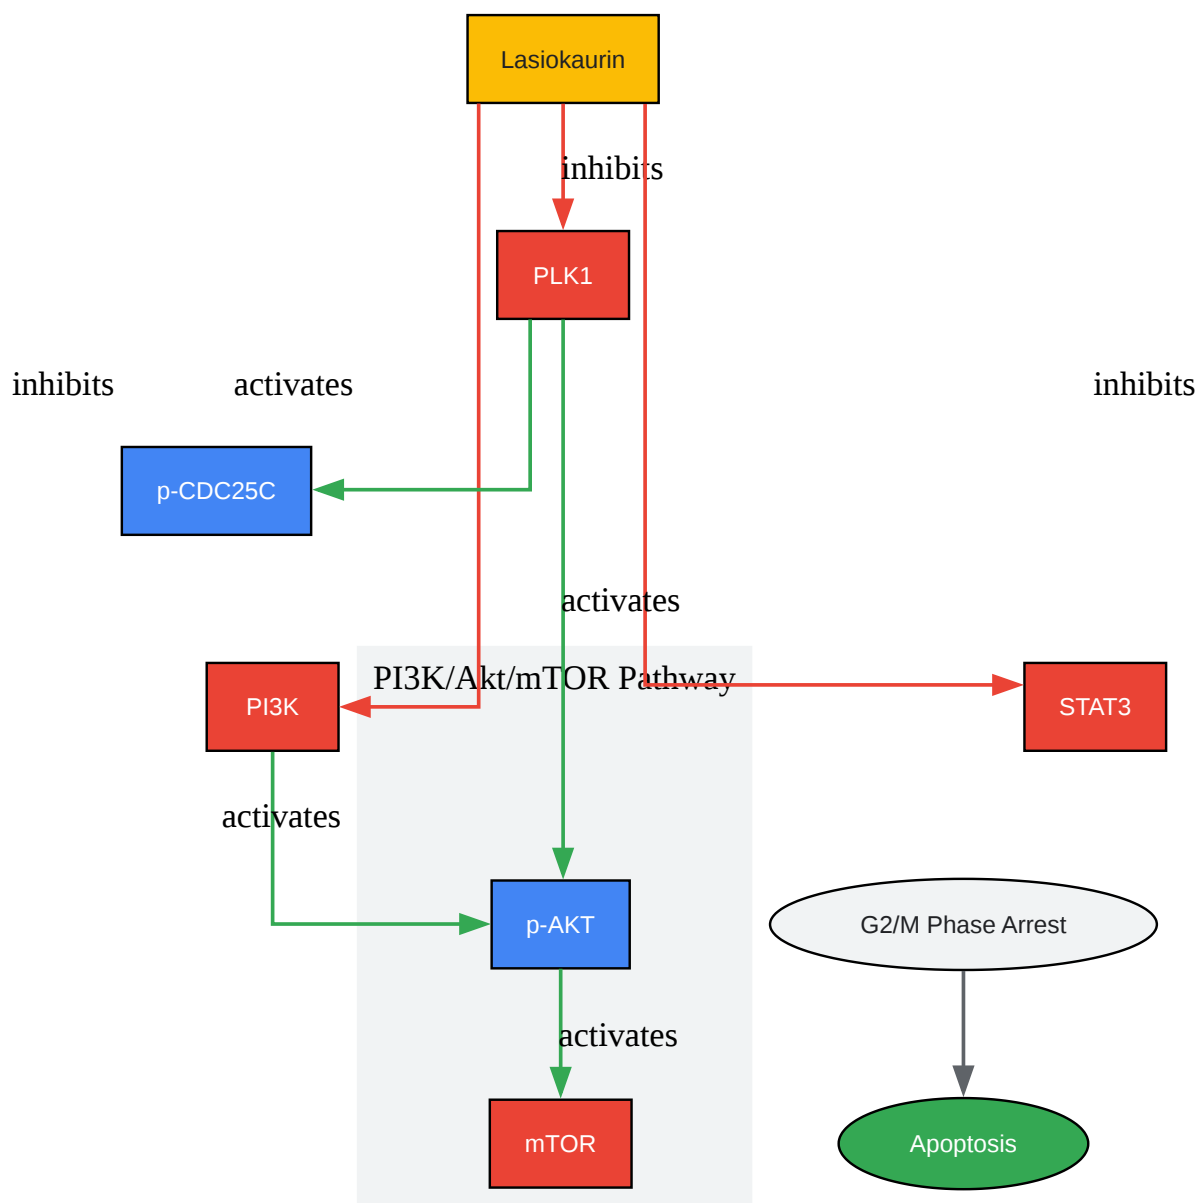 Lasiokaurin
inhibits
PLK1
inhibits
activates
inhibits
p-CDC25C
activates
PI3K/Akt/mTOR Pathway
PI3K
STAT3
activates
p-AKT
G2/M Phase Arrest
activates
mTOR
Apoptosis